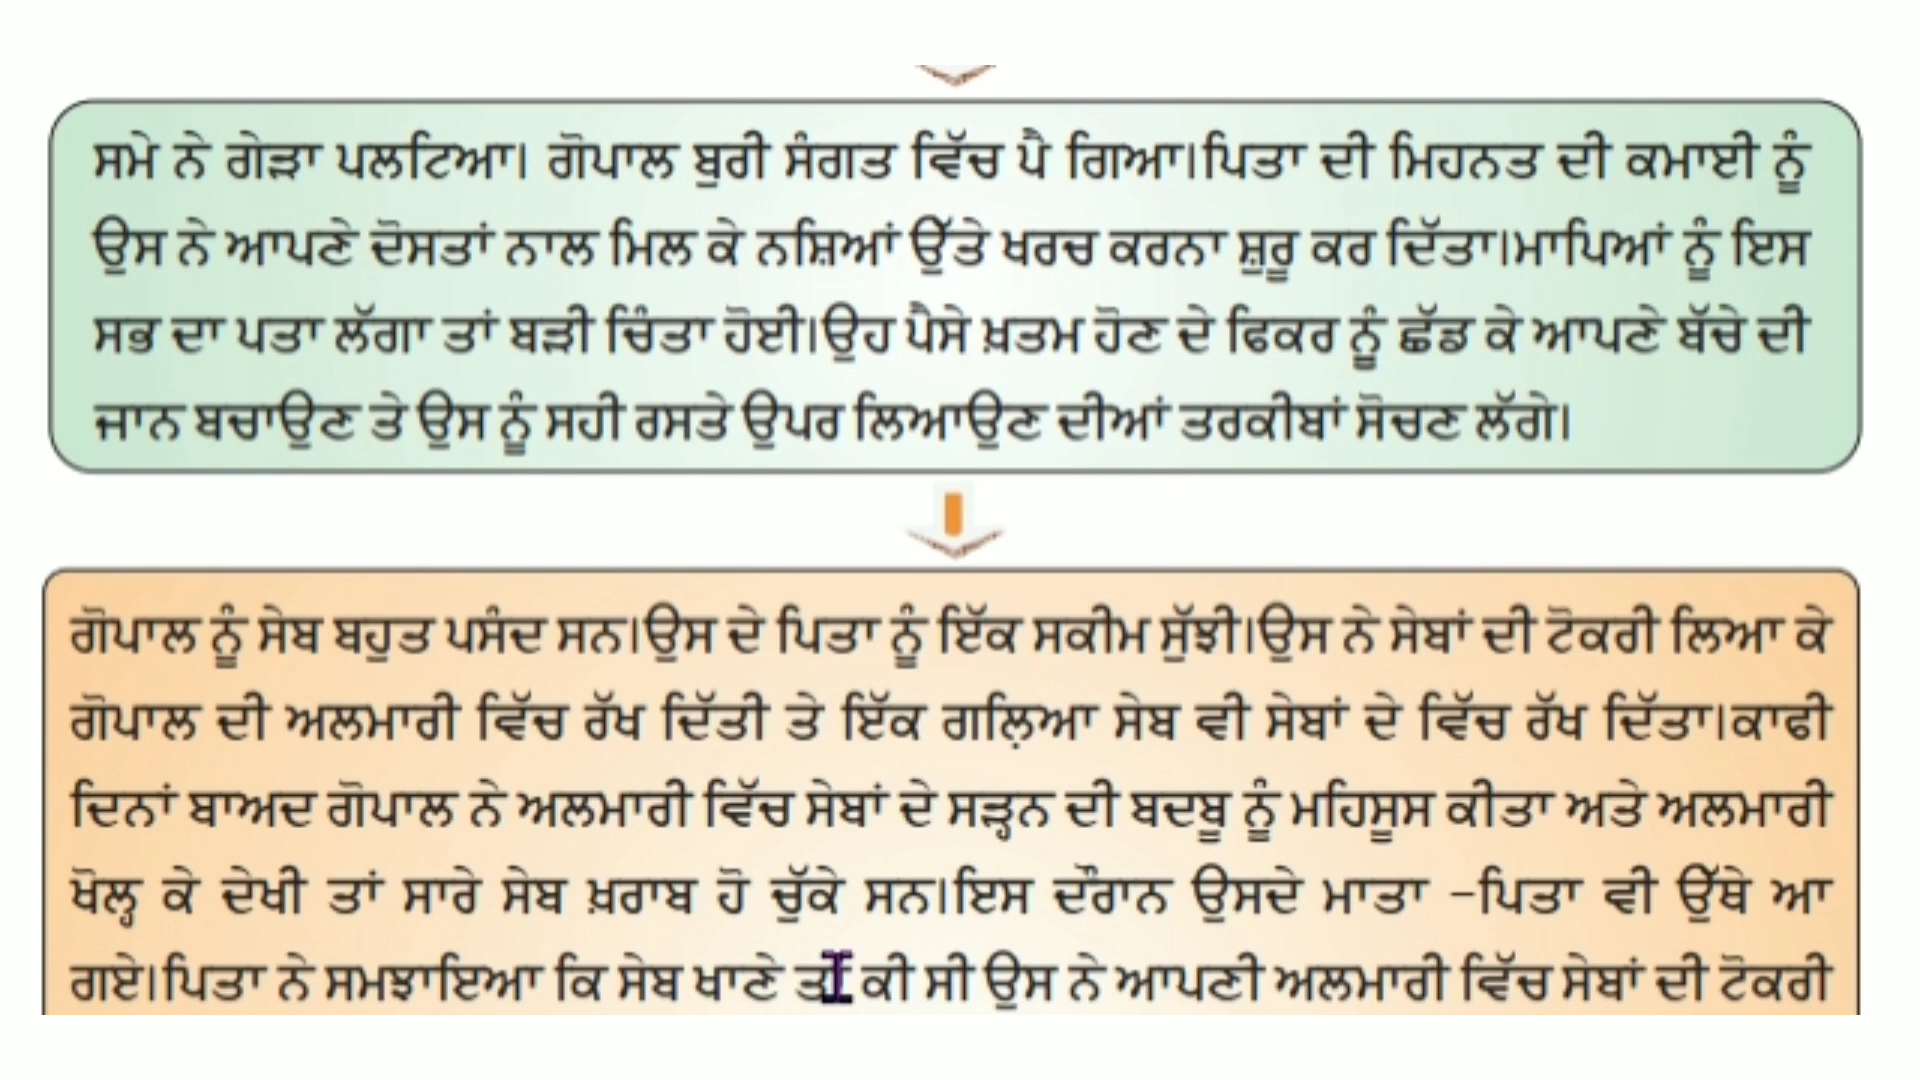 ਸਮੇ ਨੇ ਗੇੜਾ ਪਲਟਿਆ। ਗੋਪਾਲ ਬੁਰੀ ਸੰਗਤ ਵਿੱਚ ਪੈ ਗਿਆ।ਪਿਤਾ ਦੀ ਮਿਹਨਤ ਦੀ ਕਮਾਈ ਨੂੰ
ਉਸ ਨੇ ਆਪਣੇ ਦੋਸਤਾਂ ਨਾਲ ਮਿਲ ਕੇ ਨਸ਼ਿਆਂ ਉੱਤੇ ਖਰਚ ਕਰਨਾ ਸ਼ੁਰੂ ਕਰ ਦਿੱਤਾ।ਮਾਪਿਆਂ ਨੂੰ ਇਸ
ਸਭ ਦਾ ਪਤਾ ਲੱਗਾ ਤਾਂ ਬੜੀ ਚਿੰਤਾ ਹੋਈ।ਉਹ ਪੈਸੇ ਖ਼ਤਮ ਹੋਣ ਦੇ ਫਿਕਰ ਨੂੰ ਛੱਡ ਕੇ ਆਪਣੇ ਬੱਚੇ ਦੀ
ਜਾਨ ਬਚਾਉਣ ਤੇ ਉਸ ਨੂੰ ਸਹੀ ਰਸਤੇ ਉਪਰ ਲਿਆਉਣ ਦੀਆਂ ਤਰਕੀਬਾਂ ਸੋਚਣ ਲੱਗੇ।
ਗੋਪਾਲ ਨੂੰ ਸੇਬ ਬਹੁਤ ਪਸੰਦ ਸਨ।ਉਸ ਦੇ ਪਿਤਾ ਨੂੰ ਇੱਕ ਸਕੀਮ ਸੁੱਝੀ।ਉਸ ਨੇ ਸੇਬਾਂ ਦੀ ਟੋਕਰੀ ਲਿਆ ਕੇ
ਗੋਪਾਲ ਦੀ ਅਲਮਾਰੀ ਵਿੱਚ ਰੱਖ ਦਿੱਤੀ ਤੇ ਇੱਕ ਗਲਿਆ ਸੇਬ ਵੀ ਸੇਬਾਂ ਦੇ ਵਿੱਚ ਰੱਖ ਦਿੱਤਾ।ਕਾਫੀ
ਦਿਨਾਂ ਬਾਅਦ ਗੋਪਾਲ ਨੇ ਅਲਮਾਰੀ ਵਿੱਚ ਸੇਬਾਂ ਦੇ ਸੜ੍ਹਨ ਦੀ ਬਦਬੂ ਨੂੰ ਮਹਿਸੂਸ ਕੀਤਾ ਅਤੇ ਅਲਮਾਰੀ
ਖੋਲ੍ਹ ਕੇ ਦੇਖੀ ਤਾਂ ਸਾਰੇ ਸੇਬ ਖ਼ਰਾਬ ਹੋ ਚੁੱਕੇ ਸਨ।ਇਸ ਦੌਰਾਨ ਉਸਦੇ ਮਾਤਾ -ਪਿਤਾ ਵੀ ਉੱਥੇ ਆ
ਗਏ।ਪਿਤਾ ਨੇ ਸਮਝਾਇਆ ਕਿ ਸੇਬ ਖਾਣੇ ਕੀ ਸੀ ਉਸ ਨੇ ਆਪਣੀ ਅਲਮਾਰੀ ਵਿੱਚ ਸੇਬਾਂ ਦੀ ਟੋਕਰੀ